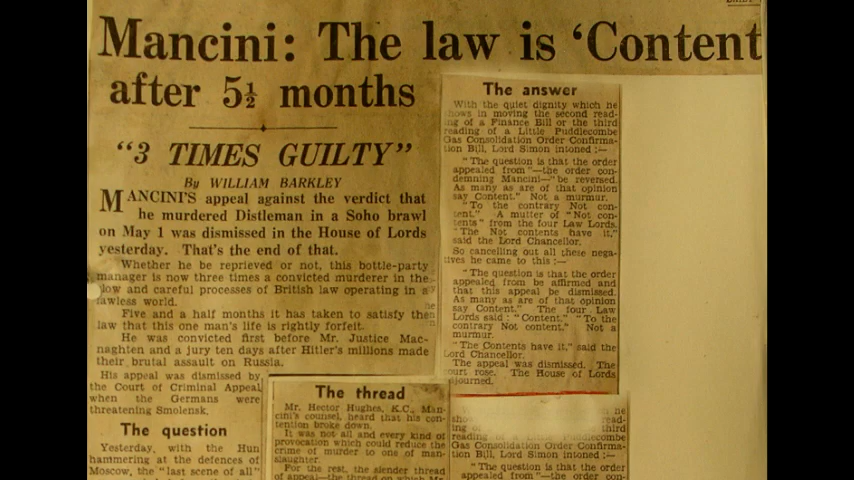 Mancini: The law is 'Content
after 5½ months
"3 TIMES GUILTY"
By WILLIAM BARKLEY
MANCINI'S appeal against the verdict that
he murdered Distleman in a Soho brawl
on May 1 was dismissed in the House of Lords
yesterday. That's the end of that.
Whether he be reprieved or not, this bottle-party
manager is now three times a convicted murderer in the
slow and careful processes of British law operating in a
lawless world.
Five and a half months it has taken to satisfy the
law that this one man's life is rightly forfeit.
He was convicted first before Mr. Justice Mac-
naghten and a jury ten days after Hitler's millions made
their brutal assault on Russia.
His appeal was dismissed by
the Court of Criminal Appeal
when the Germans were
threatening Smolensk.
The question
Yesterday, with the Hun
hammering at the defences of
Moscow, the "last scene of all"
The thread
Mr. Hector Hughes, K.C., Man-
cini's counsel, heard that his con-
tention broke down.
It was not all and every kind of
provocation which could reduce the
crime of murder to one of man-
slaughter.
For the rest, the slender thread
of appeal—the thread on which Mr.
The answer
With the quiet dignity which he
shows in moving the second read-
ing of a Finance Bill or the third
reading of a Little Puddlecombe
Gas Consolidation Order Confirma-
tion Bill, Lord Simon intoned:—
"The question is that the order
appealed from"—the order con-
demning Mancini—"be reversed.
As many as are of that opinion
say Content." Not a murmur.
"To the contrary Not con-
tent." A mutter of "Not con-
tents" from the four Law Lords.
"The Not contents have it,"
said the Lord Chancellor.
So cancelling out all these nega-
tives he came to this:—
"The question is that the order
appealed from be affirmed and
that this appeal be dismissed.
As many as are of that opinion
say Content." The four Law
Lords said: "Content." "To the
contrary Not content." Not a
murmur.
"The Contents have it," said the
Lord Chancellor.
The appeal was dismissed. The
court rose. The House of Lords
adjourned.
he
sho read-
ing of third
reading of a Little Puddlecombe
Gas Consolidation Order Confirma-
tion Bill, Lord Simon intoned:—
"The question is that the order
appealed from"—the order con-